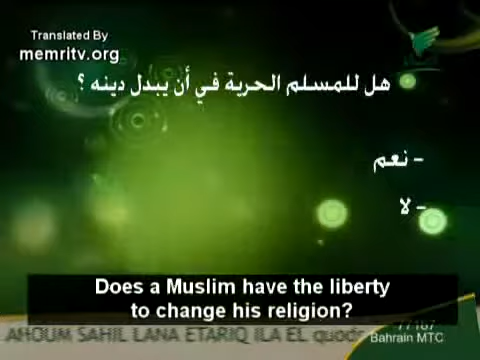 Translated By
memritv.org
هل للمسلم الحرية في أن يبدل دينه ؟
- نعم
- لا
Does a Muslim have the liberty
to change his religion?
AHOUM SAHIL LANA ETARIQ ILA EL quods
Bahrain MTC